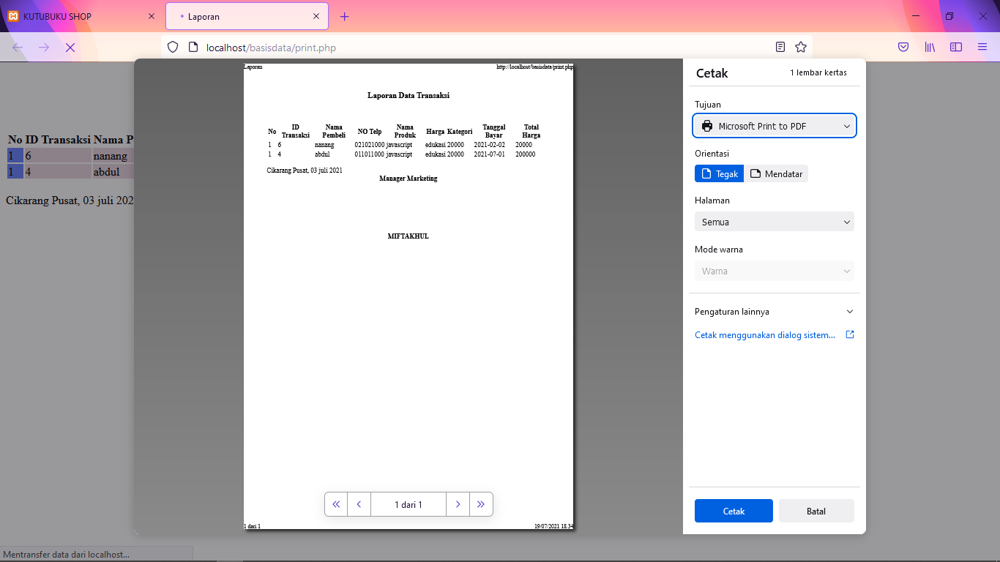 KUTUBUKU SHOP
Laporan
localhost/basisdata/print.php
No ID Transaksi Nama P
1 6 nanang
1 4 abdul
Cikarang Pusat, 03 juli 202
Laporan http://localhost/basisdata/print.php
Laporan Data Transaksi
No ID Transaksi Nama Pembeli NO Telp Nama Produk Harga Kategori Tanggal Bayar Total Harga
1 6 nanang 021021000 javascript edukasi 20000 2021-02-02 20000
1 4 abdul 011011000 javascript edukasi 20000 2021-07-01 200000
Cikarang Pusat, 03 juli 2021
Manager Marketing
MIFTAKHUL
1 dari 1
1 dari 1 19/07/2021 18.34
Cetak 1 lembar kertas
Tujuan
Microsoft Print to PDF
Orientasi
Tegak Mendatar
Halaman
Semua
Mode warna
Warna
Pengaturan lainnya
Cetak menggunakan dialog sistem...
Cetak Batal
Mentransfer data dari localhost...